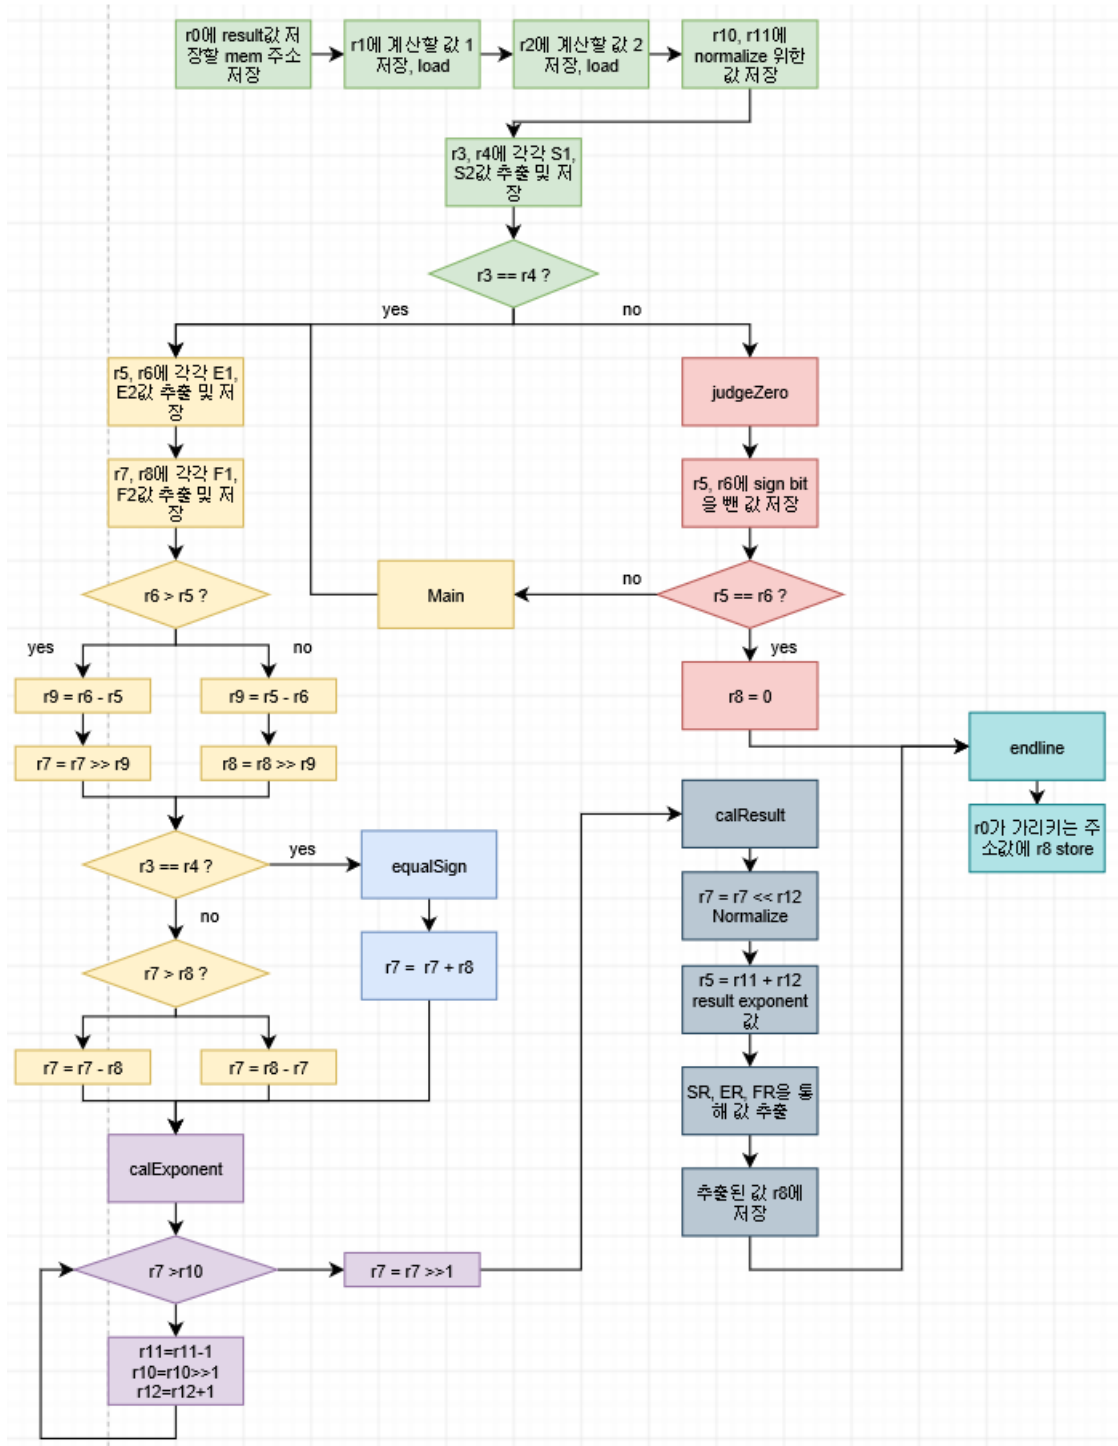 r0에 result값 저
장할 mem 주소
저장
r1에 계산할 값 1
저장, load
r2에 계산할 값 2
저장, load
r10, r11에
normalize 위한
값 저장
r3, r4에 각각 S1,
S2값 추출 및 저
장
r3 == r4 ?
yes
no
r5, r6에 각각 E1,
E2값 추출 및 저
장
judgeZero
r7, r8에 각각 F1,
F2값 추출 및 저
장
r5, r6에 sign bit
을 뺀 값 저장
r6 > r5 ?
Main
no
r5 == r6 ?
yes
no
yes
r9 = r6 - r5
r9 = r5 - r6
r8 = 0
r7 = r7 >> r9
r8 = r8 >> r9
endline
r0가 가리키는 주
소값에 r8 store
calResult
r3 == r4 ?
yes
equalSign
no
r7 = r7 << r12
Normalize
r7 > r8 ?
r7 = r7 + r8
r5 = r11 + r12
result exponent
값
r7 = r7 - r8
r7 = r8 - r7
SR, ER, FR을 통
해 값 추출
calExponent
추출된 값 r8에
저장
r7 >r10
r7 = r7 >>1
r11=r11-1
r10=r10>>1
r12=r12+1